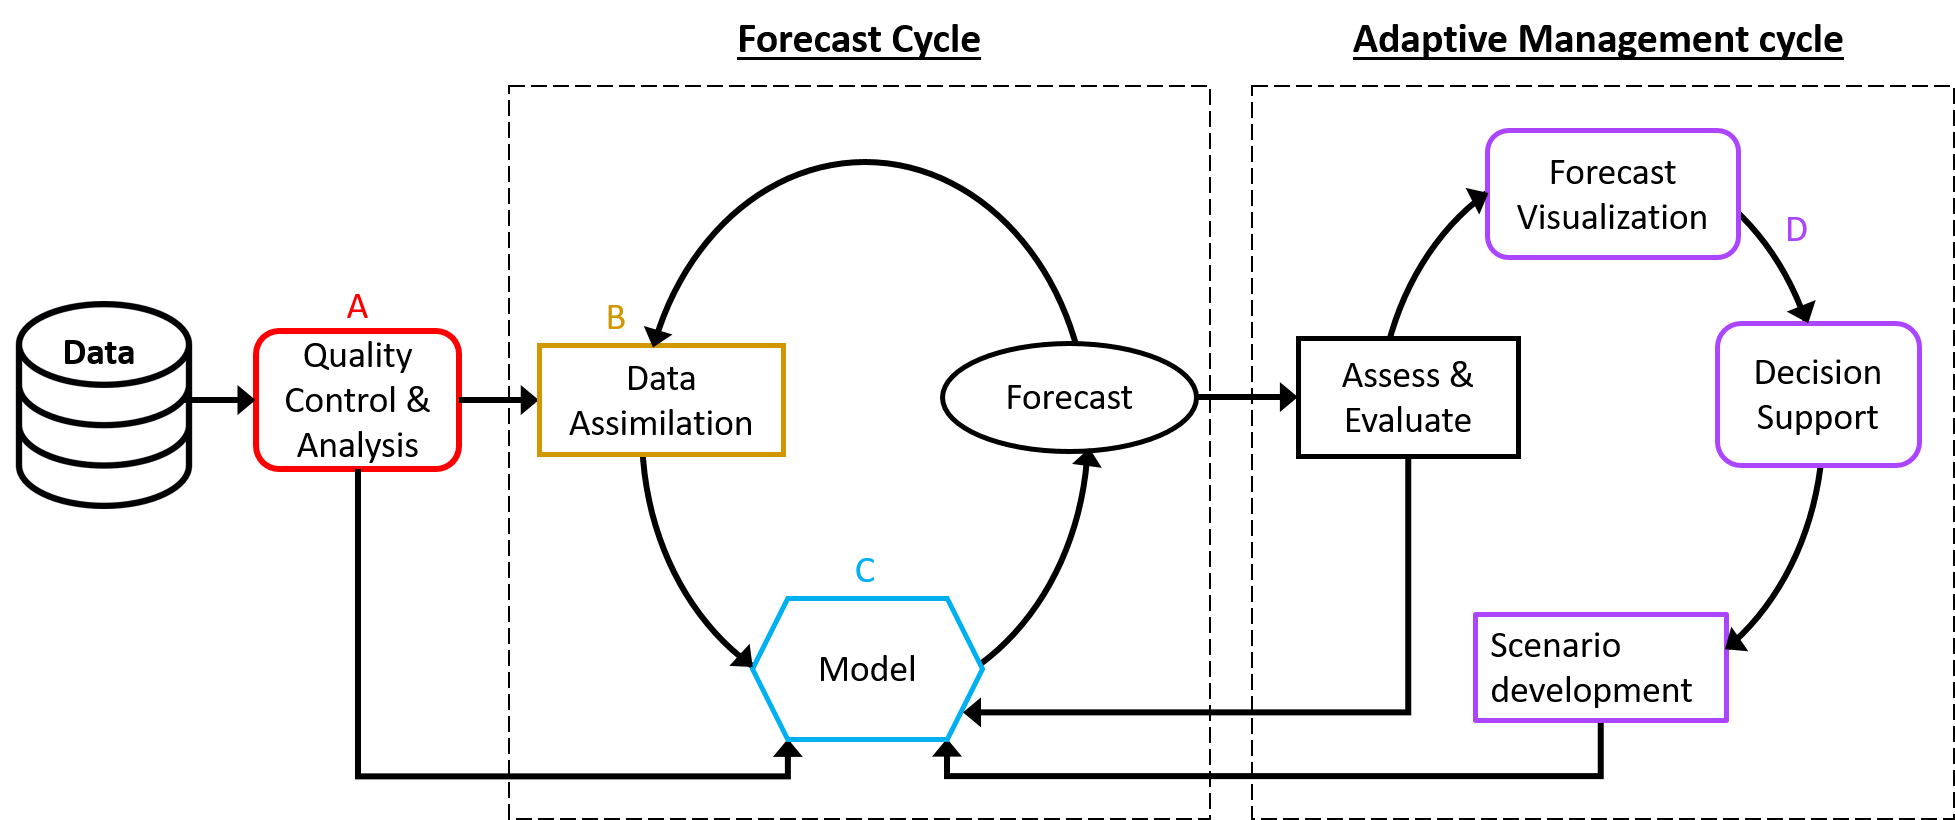 Forecast Cycle
Adaptive Management cycle
Data
A
Quality
Control &
Analysis
B
Data
Assimilation
Forecast
C
Model
Assess &
Evaluate
Forecast
Visualization
D
Decision
Support
Scenario
development